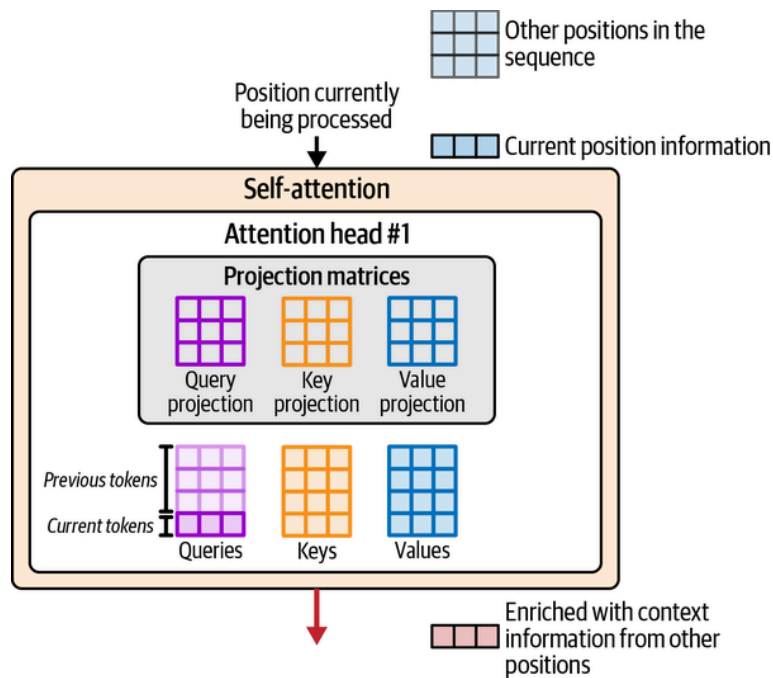 Other positions in the
sequence
Position currently
being processed
Current position information
Self-attention
Attention head #1
Projection matrices
Query
projection
Key
projection
Value
projection
Previous tokens
Current tokens
Queries
Keys
Values
Enriched with context
information from other
positions